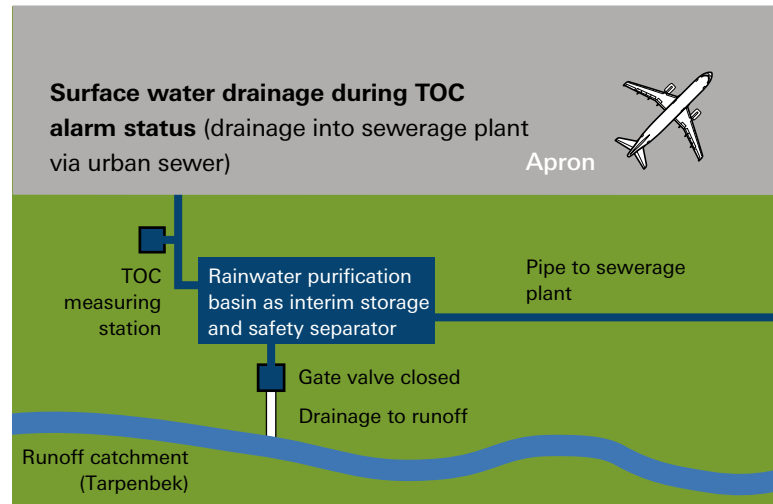 Surface water drainage during TOC
alarm status (drainage into sewerage plant
via urban sewer)
Apron
TOC
measuring
station
Rainwater purification
basin as interim storage
and safety separator
Pipe to sewerage
plant
Gate valve closed
Drainage to runoff
Runoff catchment
(Tarpenbek)